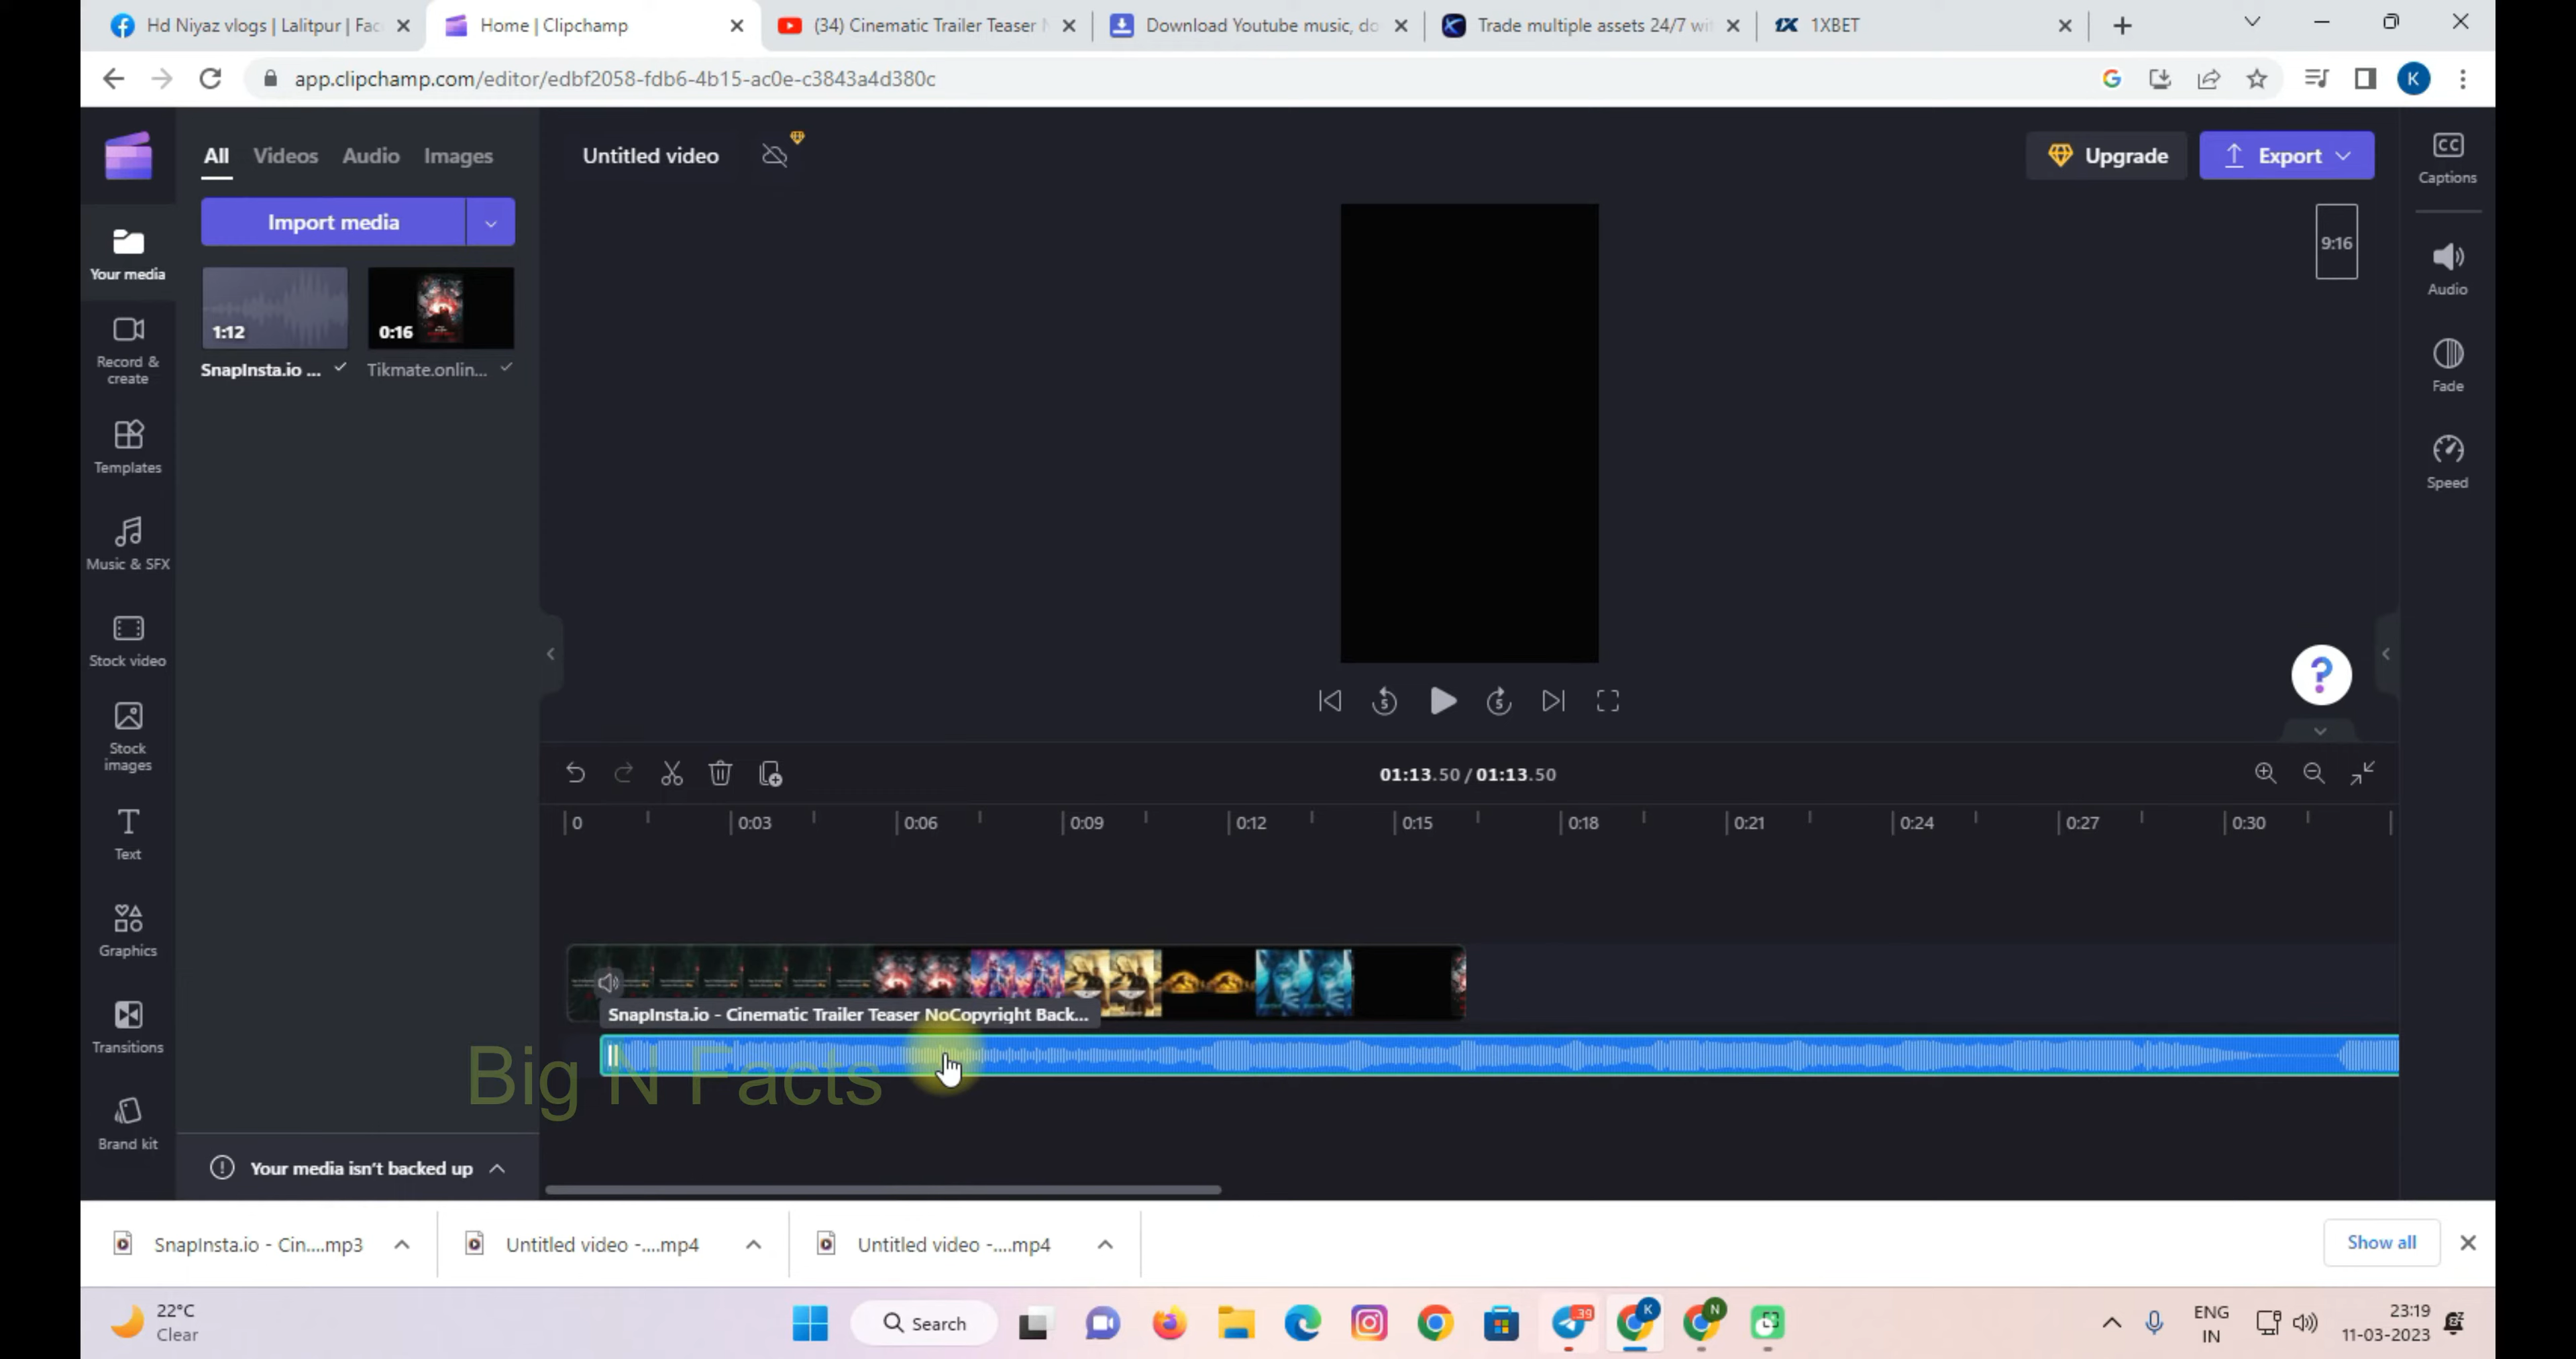 Hd Niyaz vlogs | Lalitpur | Fac
Home | Clipchamp
(34) Cinematic Trailer Teaser N
Download Youtube music, do
Trade multiple assets 24/7 wit
1XBET
app.clipchamp.com/editor/edbf2058-fdb6-4b15-ac0e-c3843a4d380c
K
All
Videos
Audio
Images
Untitled video
Upgrade
Export
CC
Captions
Import media
9:16
Your media
1:12
0:16
Audio
SnapInsta.io ...
Tikmate.onlin...
Record &
create
Fade
Templates
Speed
Music & SFX
Stock video
?
5
5
Stock
images
01:13.50 / 01:13.50
0
0:03
0:06
0:09
0:12
0:15
0:18
0:21
0:24
0:27
0:30
Text
Graphics
SnapInsta.io - Cinematic Trailer Teaser NoCopyright Back...
Transitions
Big N Facts
Brand kit
Your media isn't backed up
SnapInsta.io - Cin....mp3
Untitled video -....mp4
Untitled video -....mp4
Show all
22°C
Clear
Search
39
K
N
ENG
IN
23:19
11-03-2023